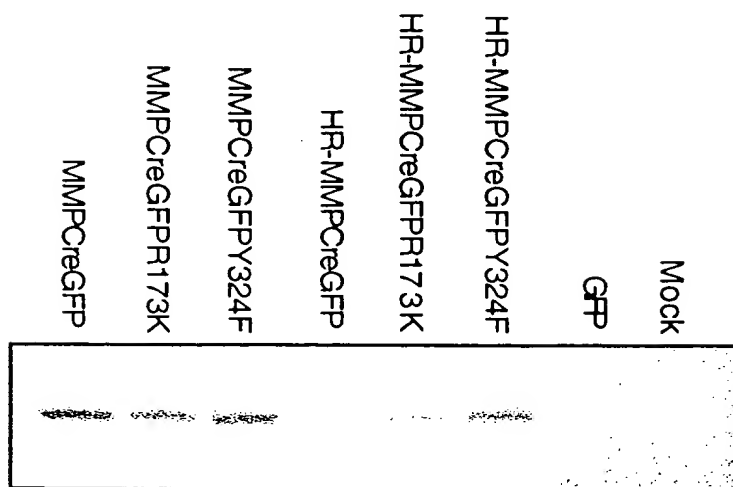 MMPCreGFP
MMPCreGFPR173K
MMPCreGFPY324F
HR-MMPCreGFP
HR-MMPCreGFPR173K
HR-MMPCreGFPY324F
GFP
Mock